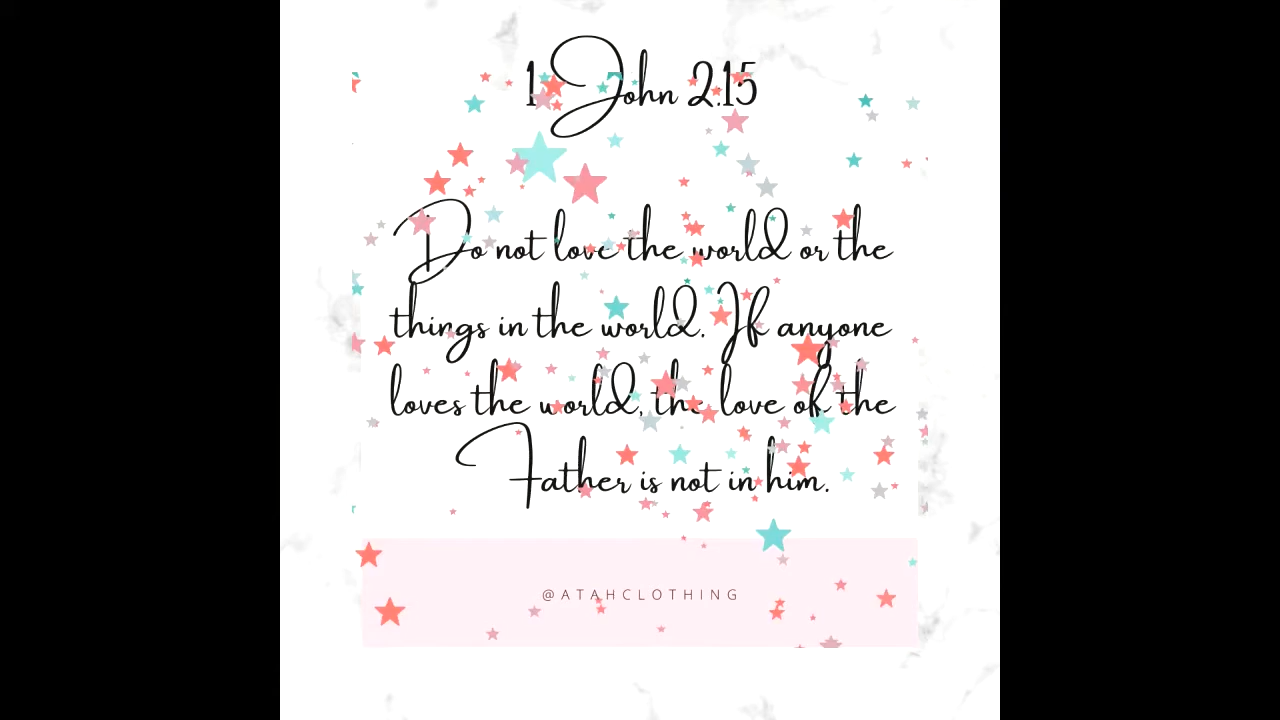 1 John 2:15
Do not love the world or the
things in the world. If anyone
loves the world, the love of the
Father is not in him.
@ATAHCLOTHING